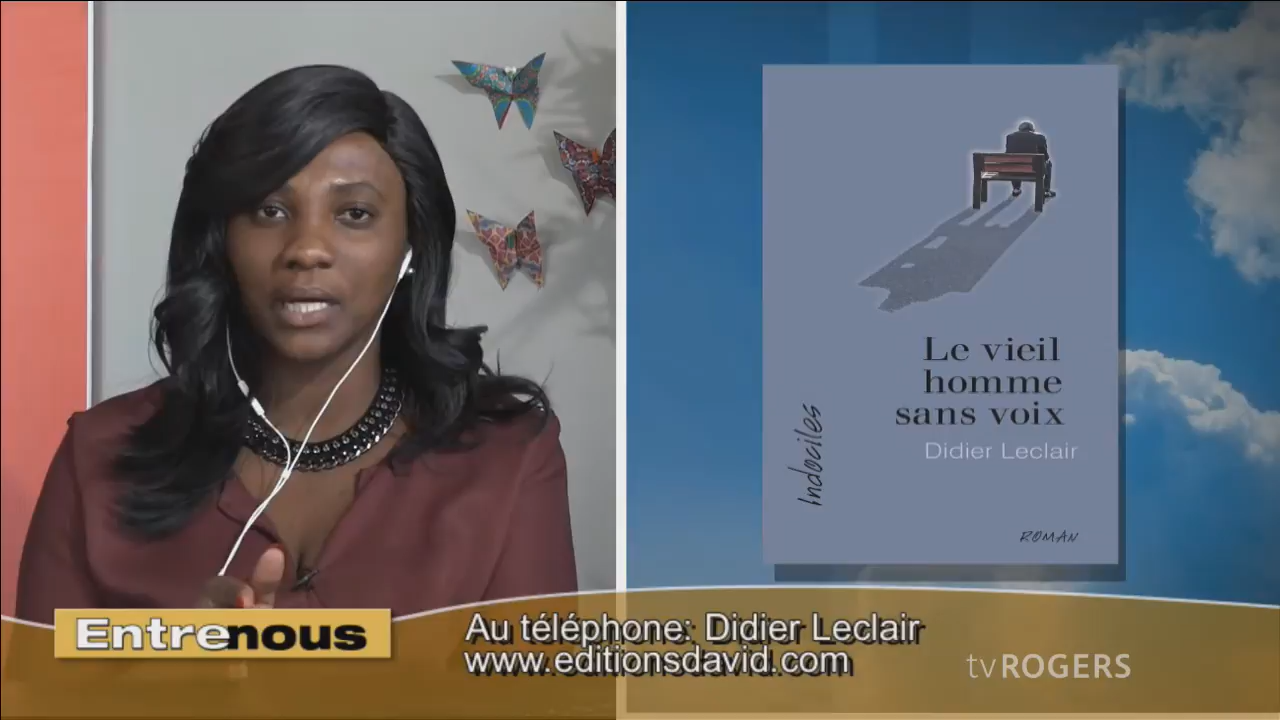 Le vieil
homme
sans voix
Didier Leclair
Indociles
ROMAN
Entrenous
Au téléphone: Didier Leclair
www.editionsdavid.com
tvROGERS